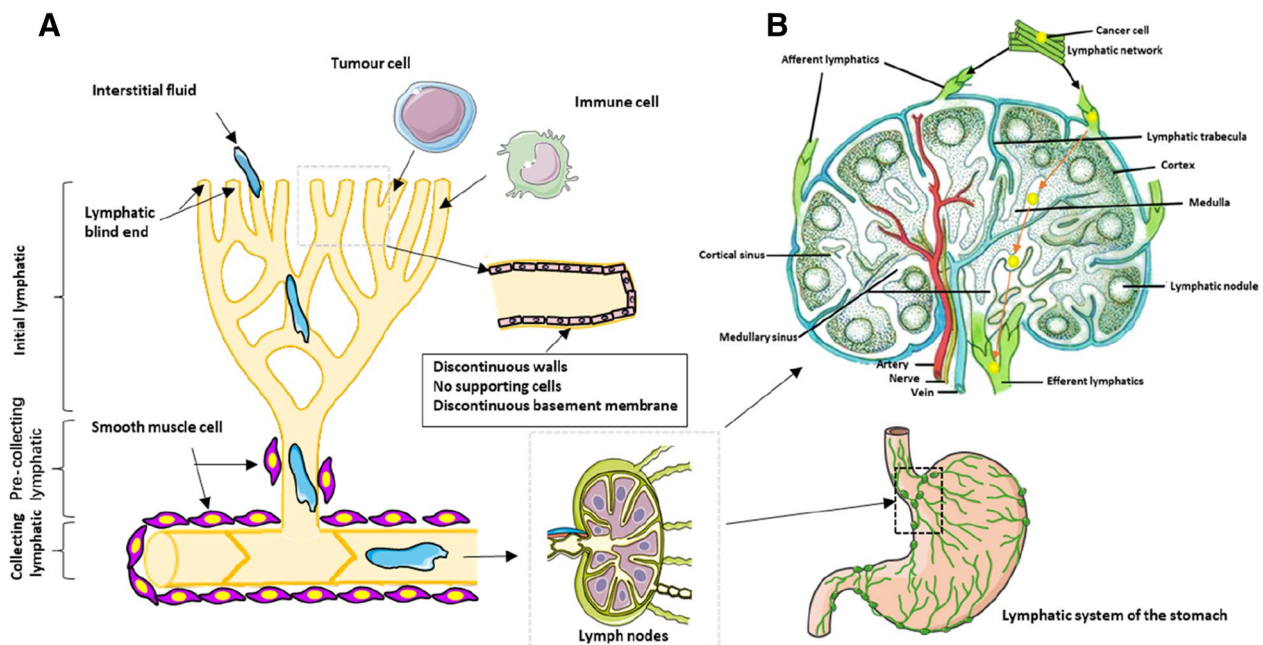 A
Tumour cell
Interstitial fluid
Immune cell
Lymphatic
blind end
Initial lymphatic
Discontinuous walls
No supporting cells
Discontinuous basement membrane
Smooth muscle cell
Pre-collecting
lymphatic
Collecting
lymphatic
Lymph nodes
B
Cancer cell
Lymphatic network
Afferent lymphatics
Lymphatic trabecula
Cortex
Medulla
Cortical sinus
Lymphatic nodule
Medullary sinus
Artery
Nerve
Vein
Efferent lymphatics
Lymphatic system of the stomach